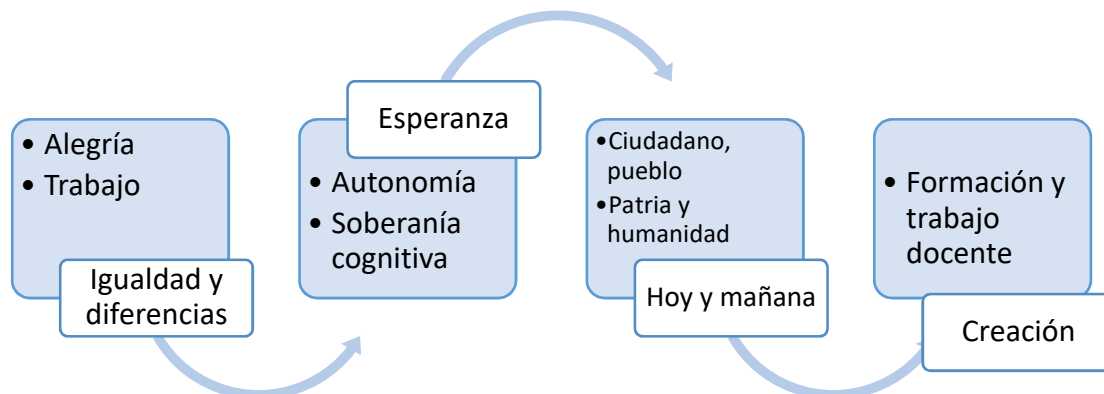 • Alegría
• Trabajo
Igualdad y
diferencias
Esperanza
• Autonomía
• Soberanía
cognitiva
•Ciudadano,
pueblo
•Patria y
humanidad
Hoy y mañana
• Formación y
trabajo
docente
Creación